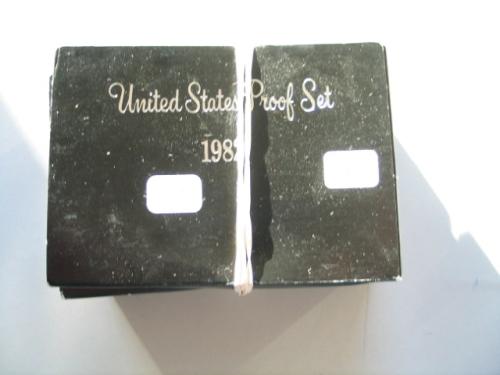 United States Proof Set
1982